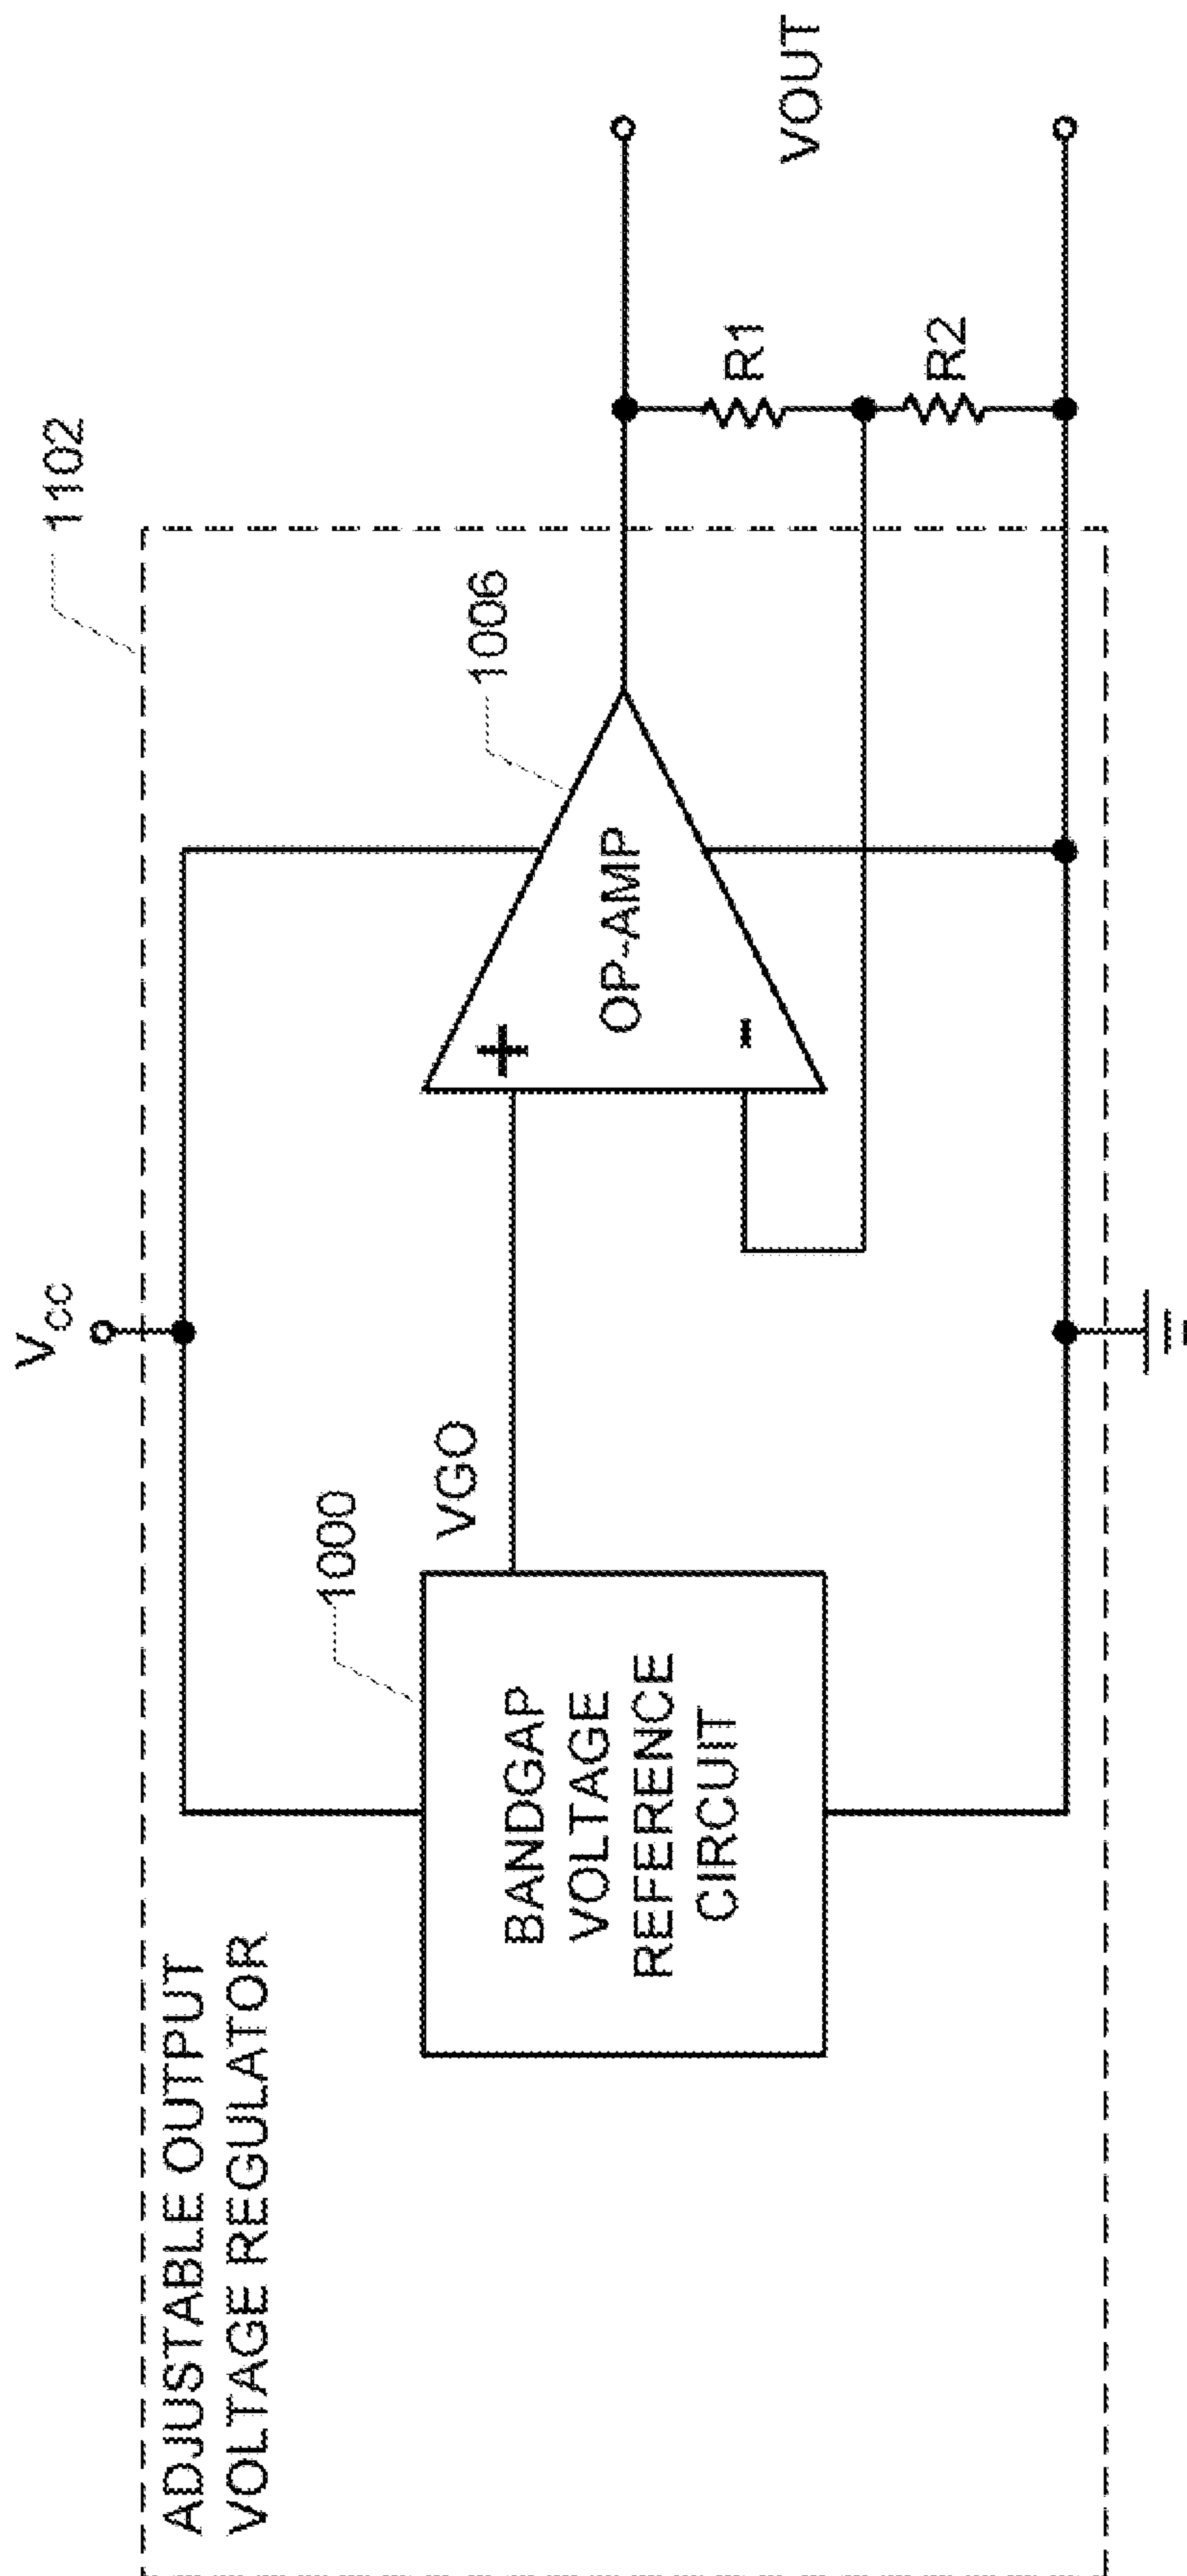 ADJUSTABLE OUTPUT
VOLTAGE REGULATOR
VCC
1102
1000
BANDGAP
VOLTAGE
REFERENCE
CIRCUIT
VGO
1006
+
OP-AMP
-
R1
R2
VOUT